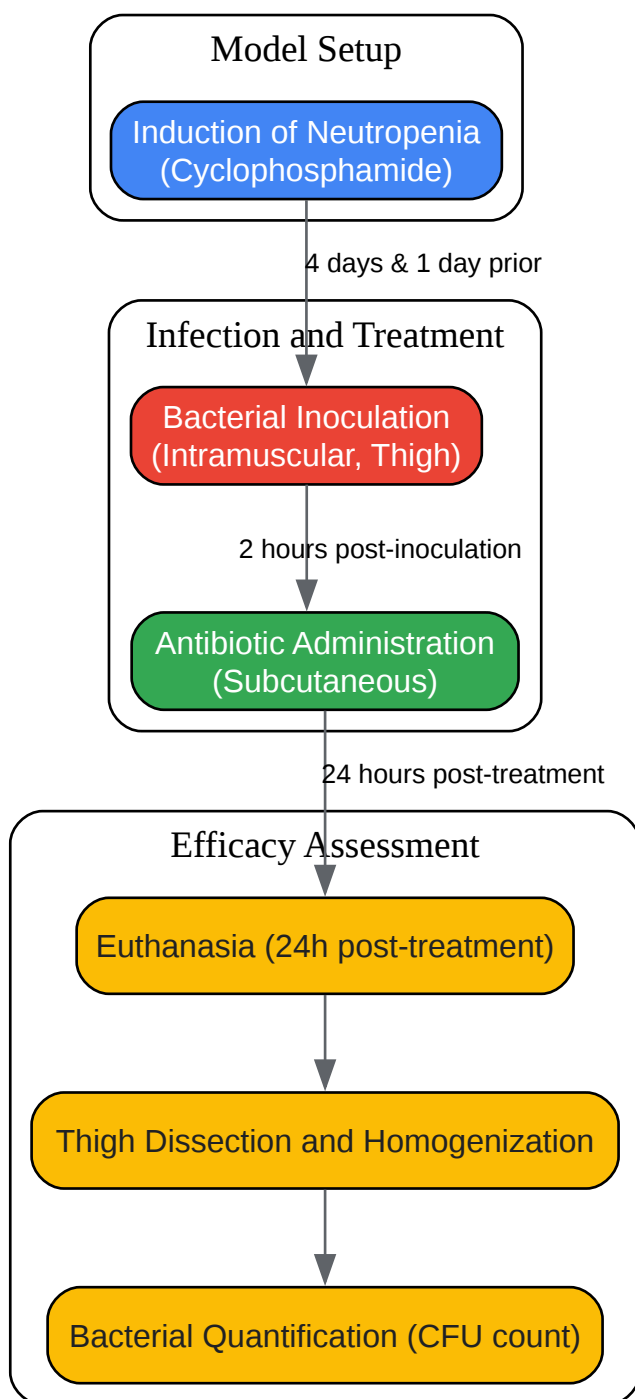 Model Setup
Induction of Neutropenia
(Cyclophosphamide)
4 days & 1 day prior
Infection and Treatment
Bacterial Inoculation
(Intramuscular, Thigh)
2 hours post-inoculation
Antibiotic Administration
(Subcutaneous)
24 hours post-treatment
Efficacy Assessment
Euthanasia (24h post-treatment)
Thigh Dissection and Homogenization
Bacterial Quantification (CFU count)